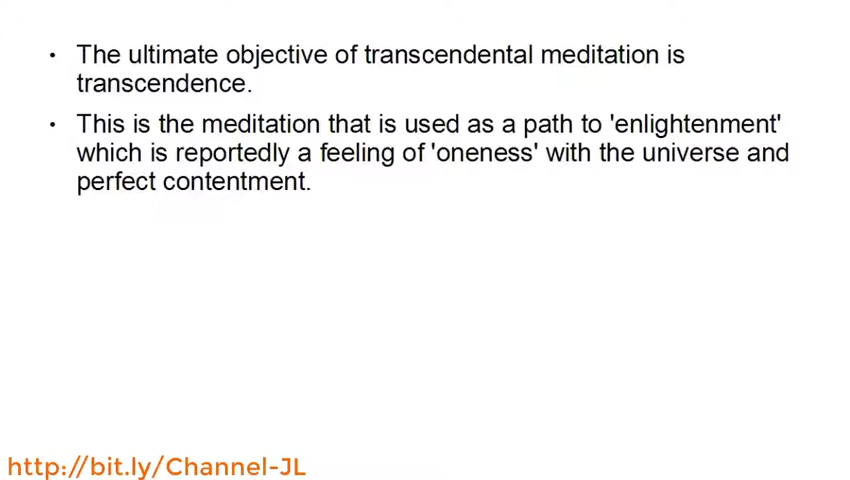 • The ultimate objective of transcendental meditation is
transcendence.
• This is the meditation that is used as a path to 'enlightenment'
which is reportedly a feeling of 'oneness' with the universe and
perfect contentment.
http://bit.ly/Channel-JL